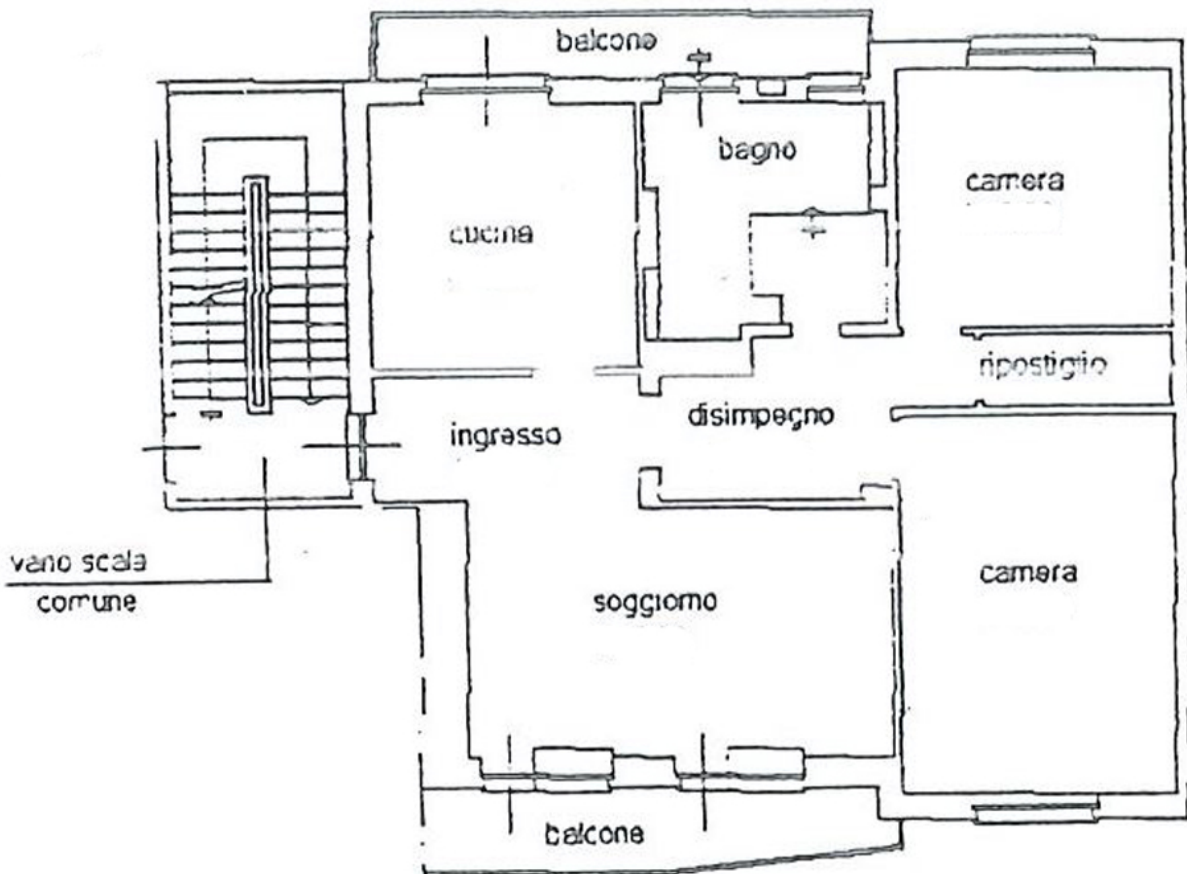 balcone
bagno
camera
cucina
ripostiglio
disimpegno
ingresso
vano scala
comune
soggiorno
camera
balcone